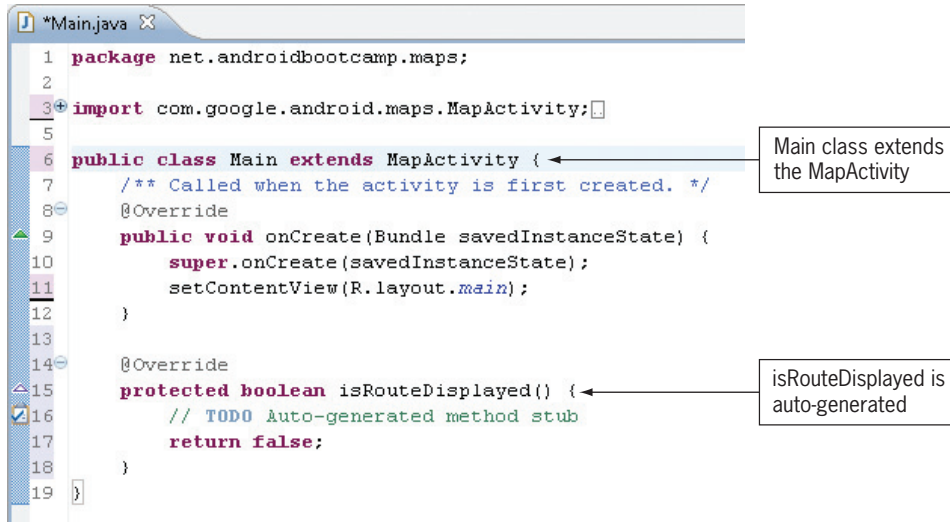 *Main.java
1 package net.androidbootcamp.maps;
2
3 import com.google.android.maps.MapActivity;
5
6 public class Main extends MapActivity {
7     /** Called when the activity is first created. */
8     @Override
9     public void onCreate(Bundle savedInstanceState) {
10         super.onCreate(savedInstanceState);
11         setContentView(R.layout.main);
12     }
13
14     @Override
15     protected boolean isRouteDisplayed() {
16         // TODO Auto-generated method stub
17         return false;
18     }
19 }
Main class extends
the MapActivity
isRouteDisplayed is
auto-generated